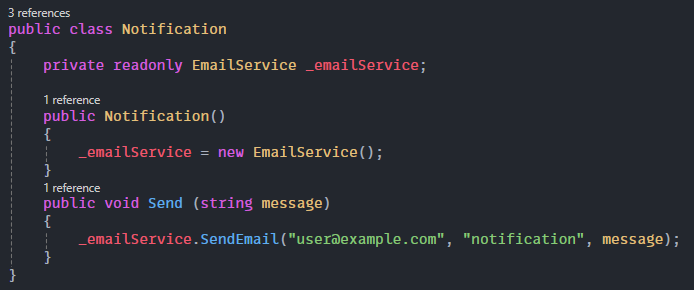 3 references
public class Notification
{
private readonly EmailService _emailService;
1 reference
public Notification()
{
_emailService = new EmailService();
}
1 reference
public void Send (string message)
{
_emailService.SendEmail("user@example.com", "notification", message);
}
}